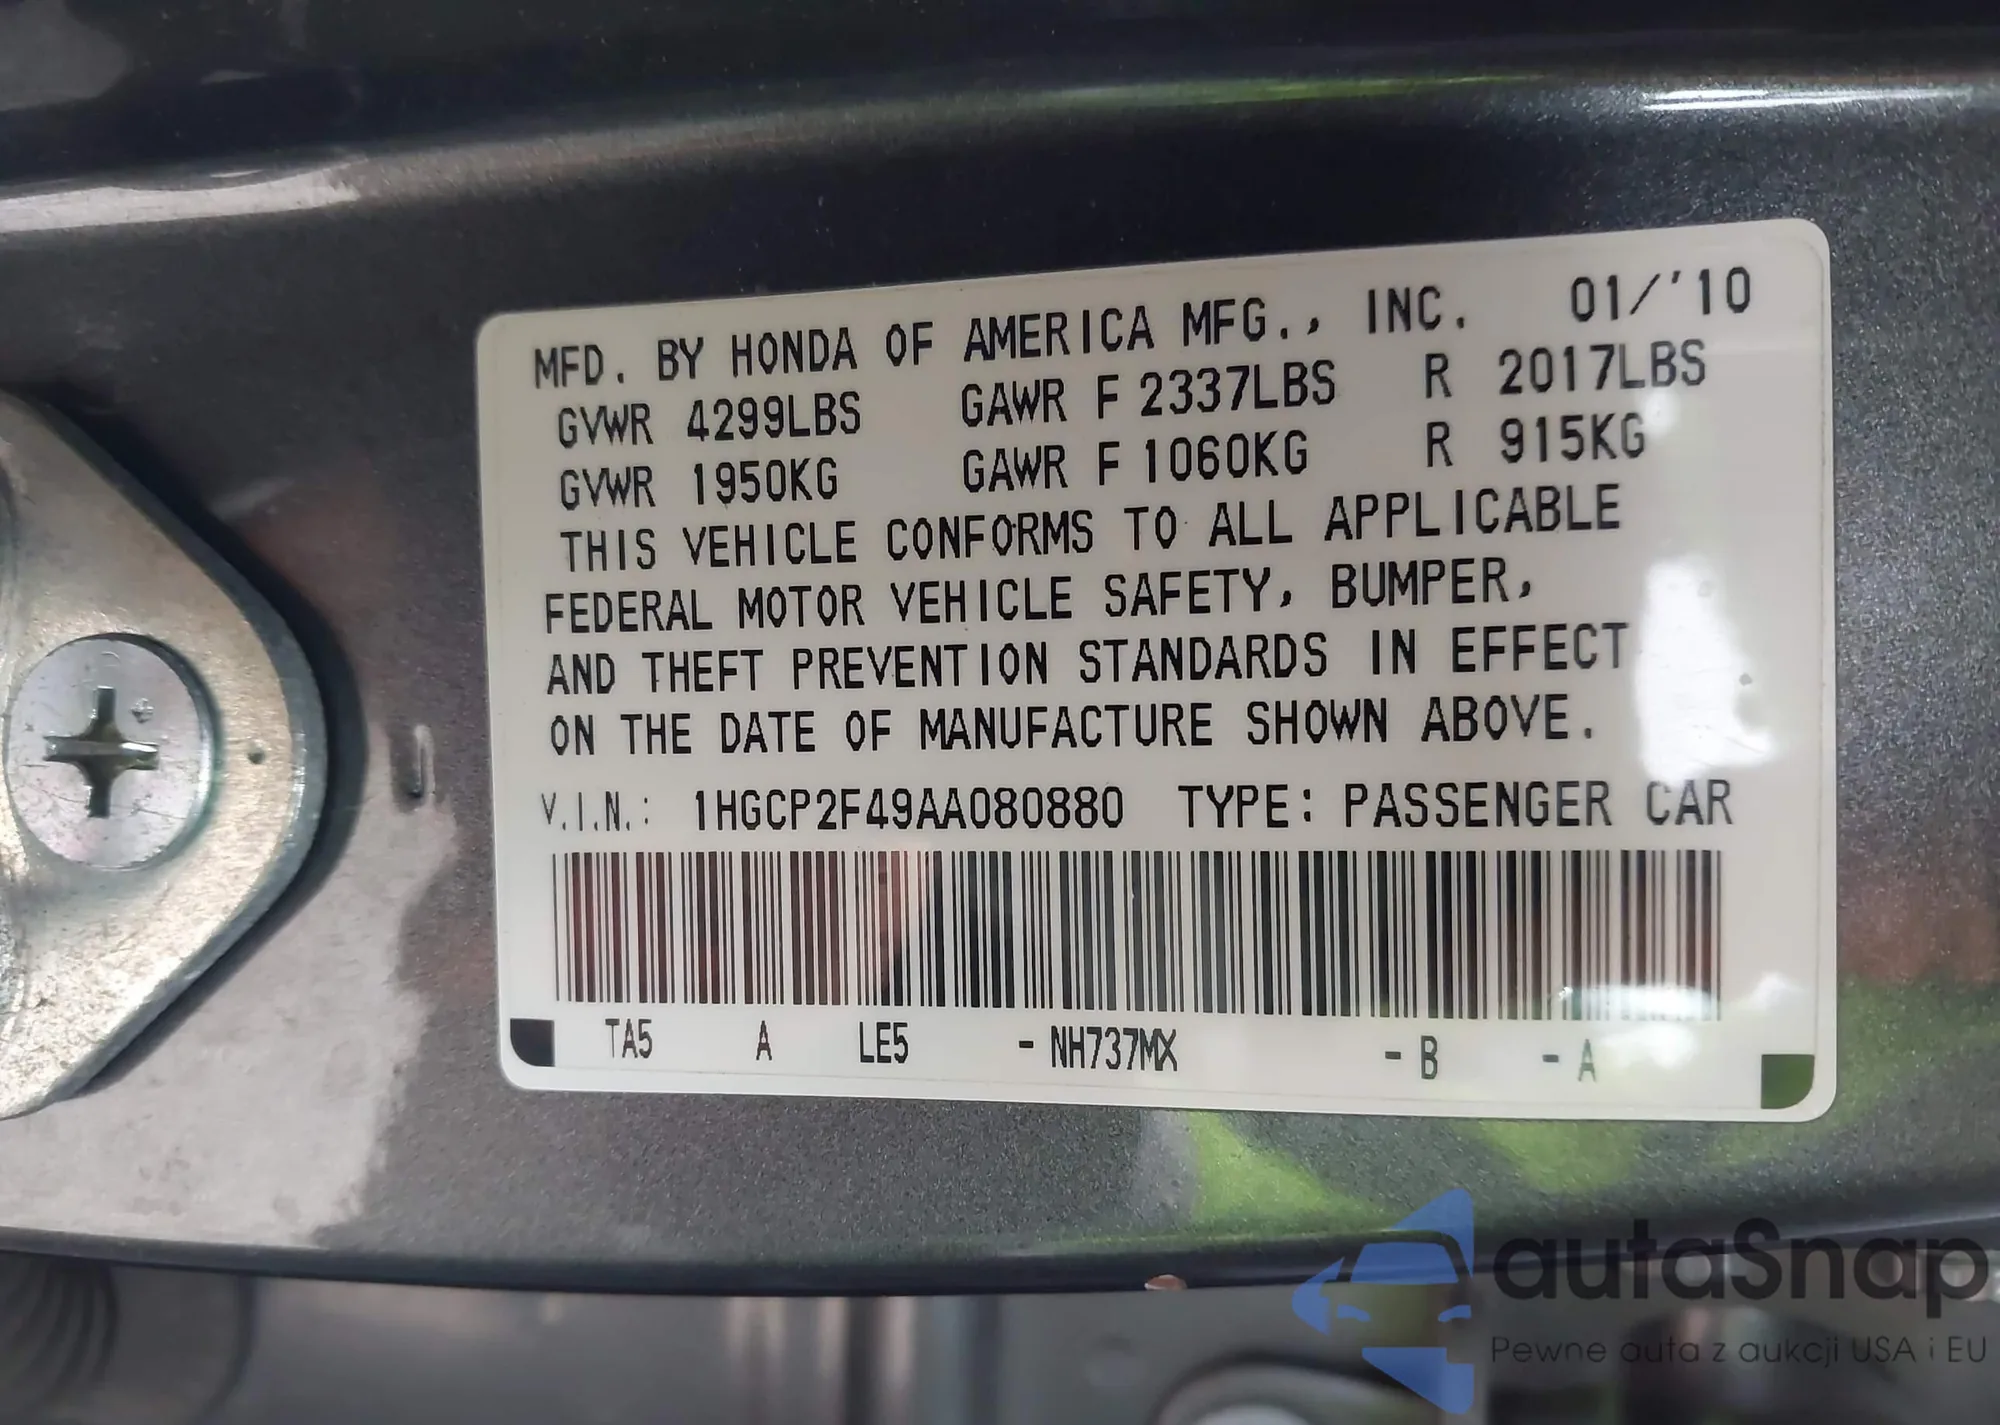 MFD. BY HONDA OF AMERICA MFG., INC. 01/'10
GVWR 4299LBS GAWR F 2337LBS R 2017LBS
GVWR 1950KG GAWR F 1060KG R 915KG
THIS VEHICLE CONFORMS TO ALL APPLICABLE
FEDERAL MOTOR VEHICLE SAFETY, BUMPER,
AND THEFT PREVENTION STANDARDS IN EFFECT
ON THE DATE OF MANUFACTURE SHOWN ABOVE.
V.I.N.: 1HGCP2F49AA080880 TYPE: PASSENGER CAR
TA5 A LE5 - NH737MX - B - A
autaSnap
Pewne auta z aukcji USA i EU